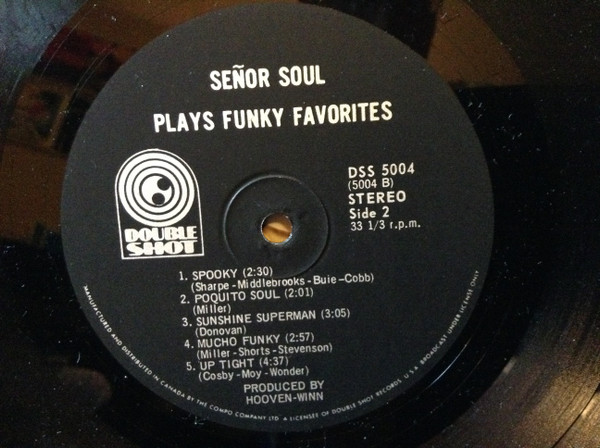 SEÑOR SOUL
PLAYS FUNKY FAVORITES
DOUBLE
SHOT
DSS 5004
(5004 B)
STEREO
Side 2
33 1/3 r.p.m.
1. SPOOKY (2:30)
(Sharpe-Middlebrooks-Buie-Cobb)
2. POQUITO SOUL (2:01)
(Miller)
3. SUNSHINE SUPERMAN (3:05)
(Donovan)
4. MUCHO FUNKY (2:57)
(Miller-Shorts-Stevenson)
5. UP TIGHT (4:37)
(Cosby-Moy-Wonder)
PRODUCED BY
HOOVEN-WINN
MANUFACTURED AND DISTRIBUTED IN CANADA BY THE COMPO COMPANY LTD. A LICENSEE OF DOUBLE SHOT RECORDS U.S.A. BROADCAST UNDER LICENSE ONLY